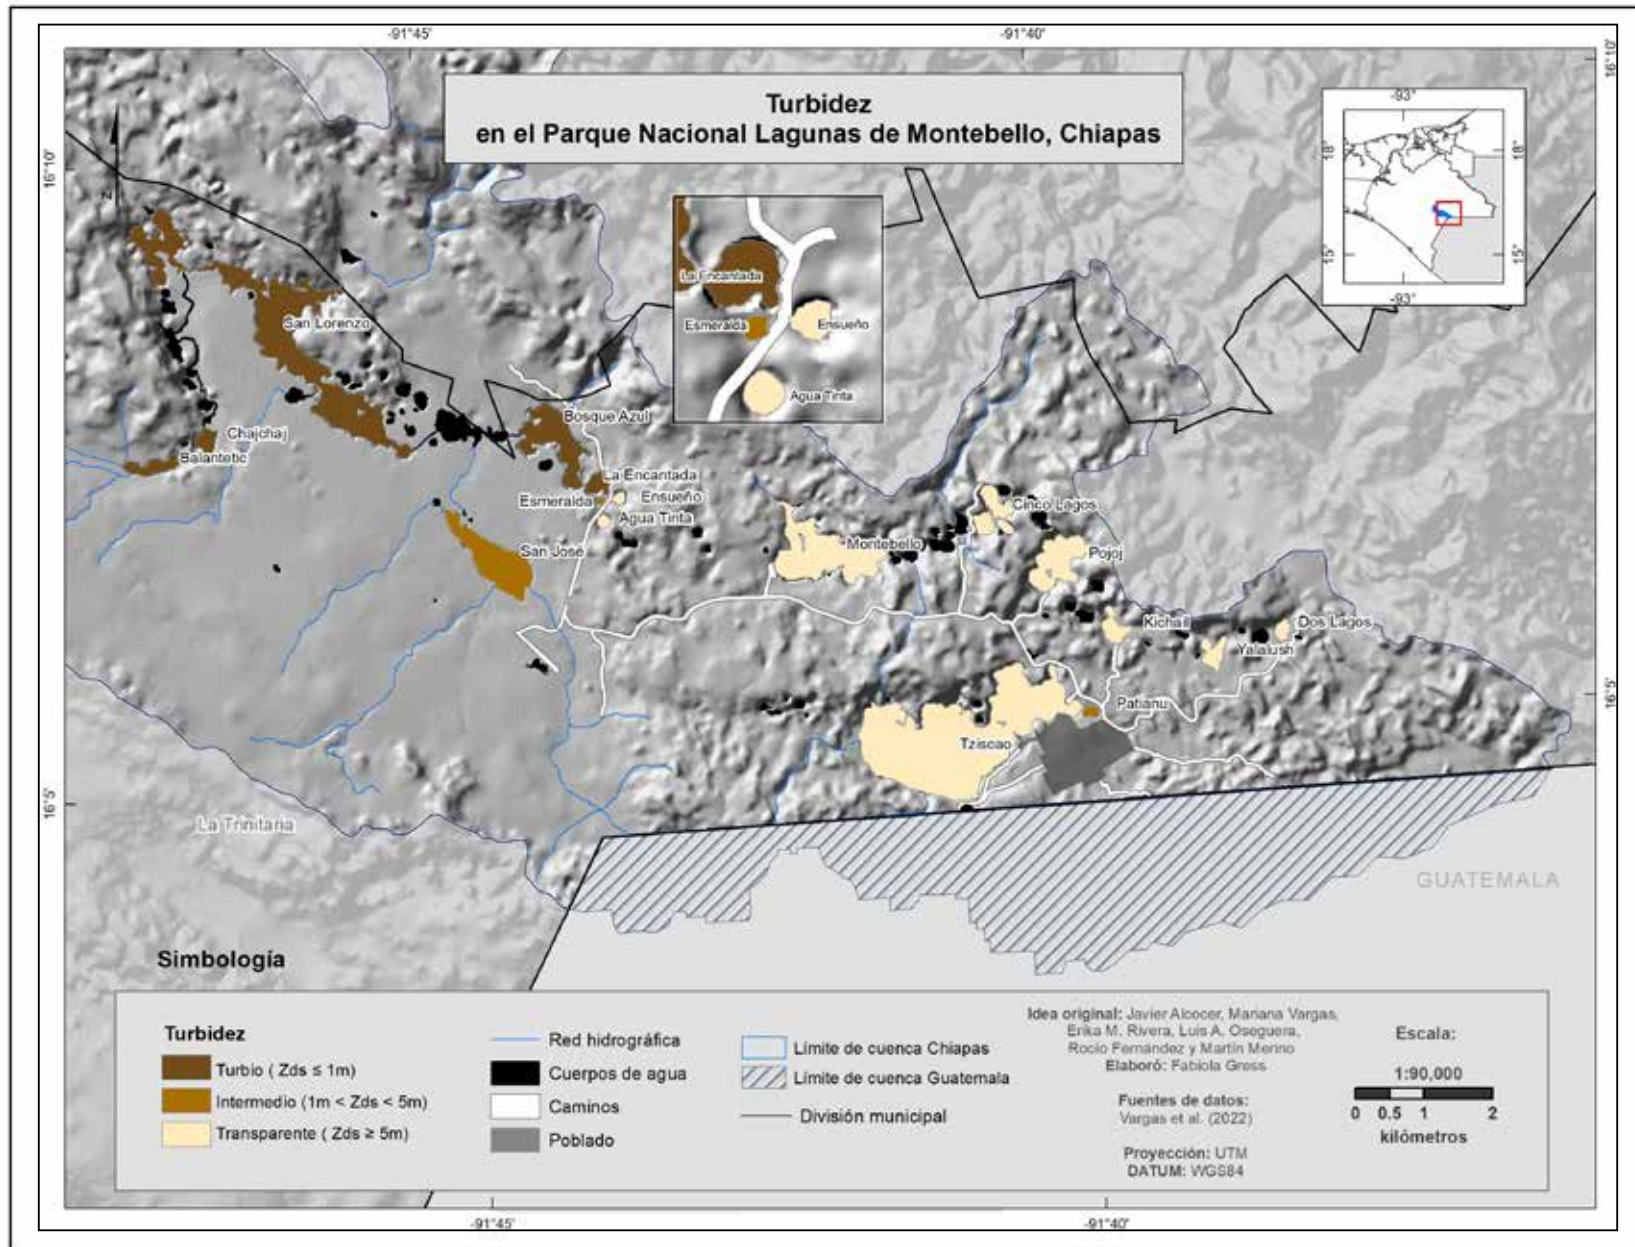 -91°45'
-91°40'
16°10'
16°10'
Turbidez
en el Parque Nacional Lagunas de Montebello, Chiapas
-93°
18°
18°
15°
15°
-93°
N
La Encantada
Esmeralda
Ensueño
Agua Tinta
San Lorenzo
Bosque Azul
Chajchaj
Balantetic
La Encantada
Esmeralda
Ensueño
Agua Tinta
San José
Montebello
Cinco Lagos
Pojoj
Kichail
Dos Lagos
Yalalush
Patianu
Tziscao
16°5'
16°5'
La Trinitaria
GUATEMALA
Simbología
Turbidez
Turbio ( Zds ≤ 1m)
Intermedio (1m < Zds < 5m)
Transparente ( Zds ≥ 5m)
Red hidrográfica
Cuerpos de agua
Caminos
Poblado
Límite de cuenca Chiapas
Límite de cuenca Guatemala
División municipal
Idea original: Javier Alcocer, Mariana Vargas,
Erika M. Rivera, Luis A. Oseguera,
Rocío Fernández y Martín Merino
Elaboró: Fabiola Gress
Fuentes de datos:
Vargas et al. (2022)
Proyección: UTM
DATUM: WGS84
Escala:
1:90,000
0 0.5 1 2
kilómetros
-91°45'
-91°40'